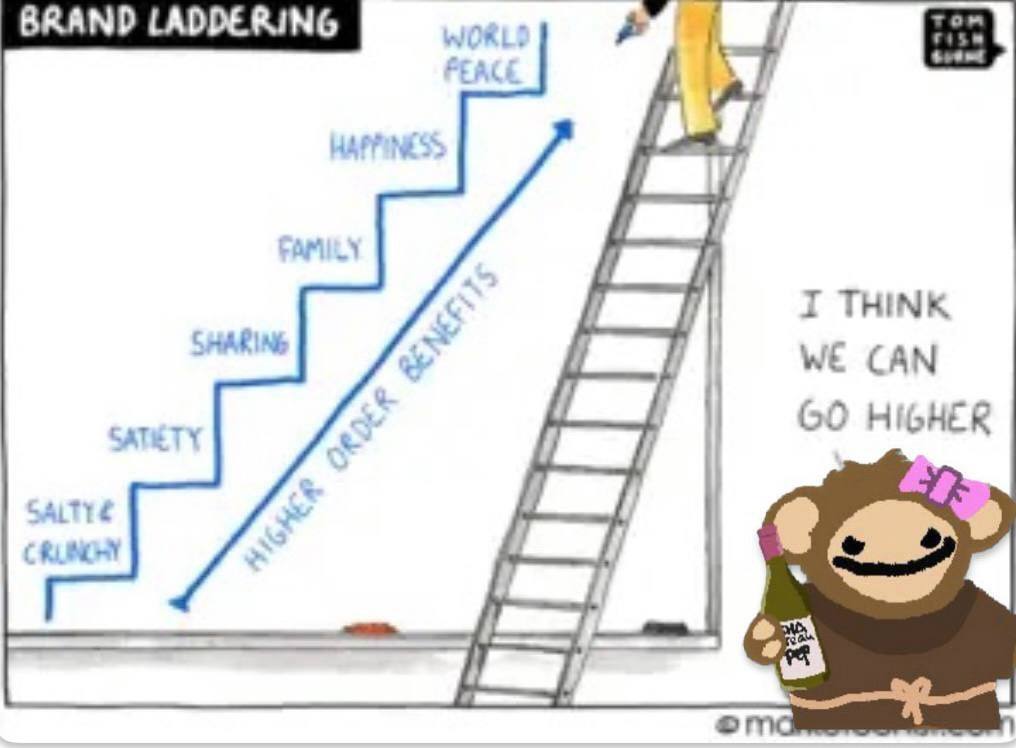 BRAND LADDERING
TOM
FISH
BURNE
WORLD
PEACE
HAPPINESS
FAMILY
SHARING
SATIETY
SALTY &
CRUNCHY
HIGHER ORDER BENEFITS
I THINK
WE CAN
GO HIGHER
PEP
©